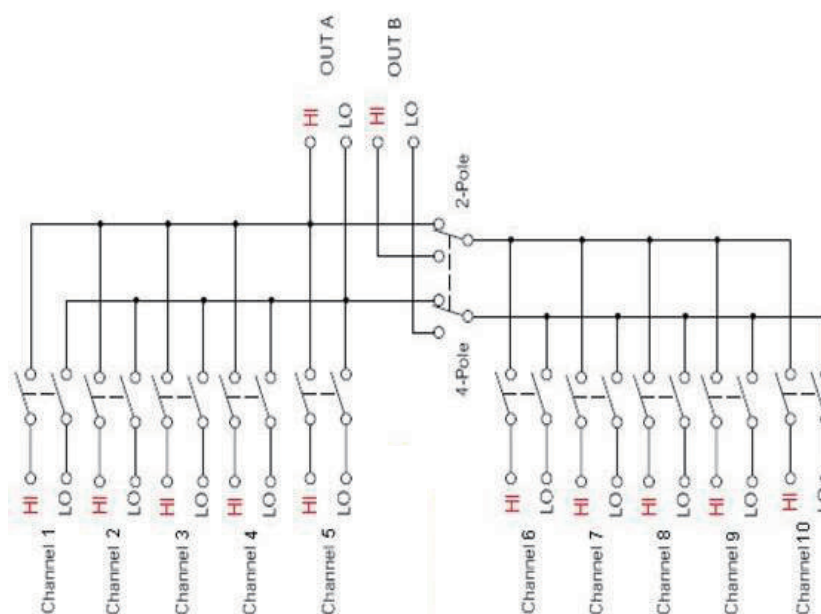 OUT A
OUT B
HI
LO
HI
LO
2-Pole
4-Pole
HI
LO
HI
LO
HI
LO
HI
LO
HI
LO
HI
LO
HI
LO
HI
LO
HI
LO
HI
LO
Channel 1
Channel 2
Channel 3
Channel 4
Channel 5
Channel 6
Channel 7
Channel 8
Channel 9
Channel 10